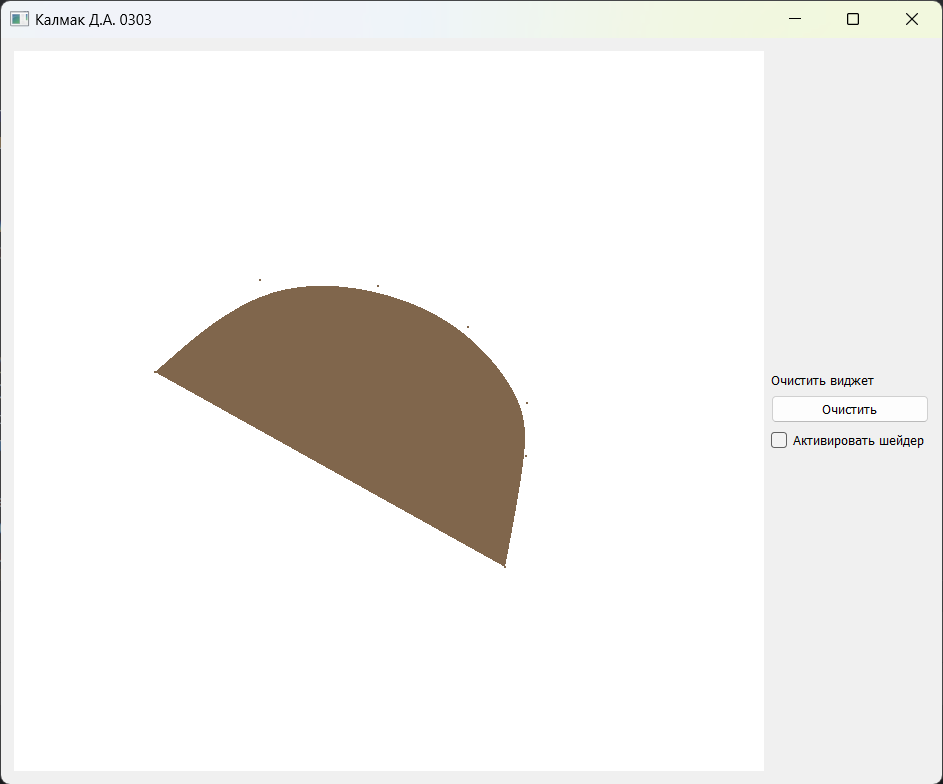 Калмак Д.А. 0303
Очистить виджет
Очистить
Активировать шейдер